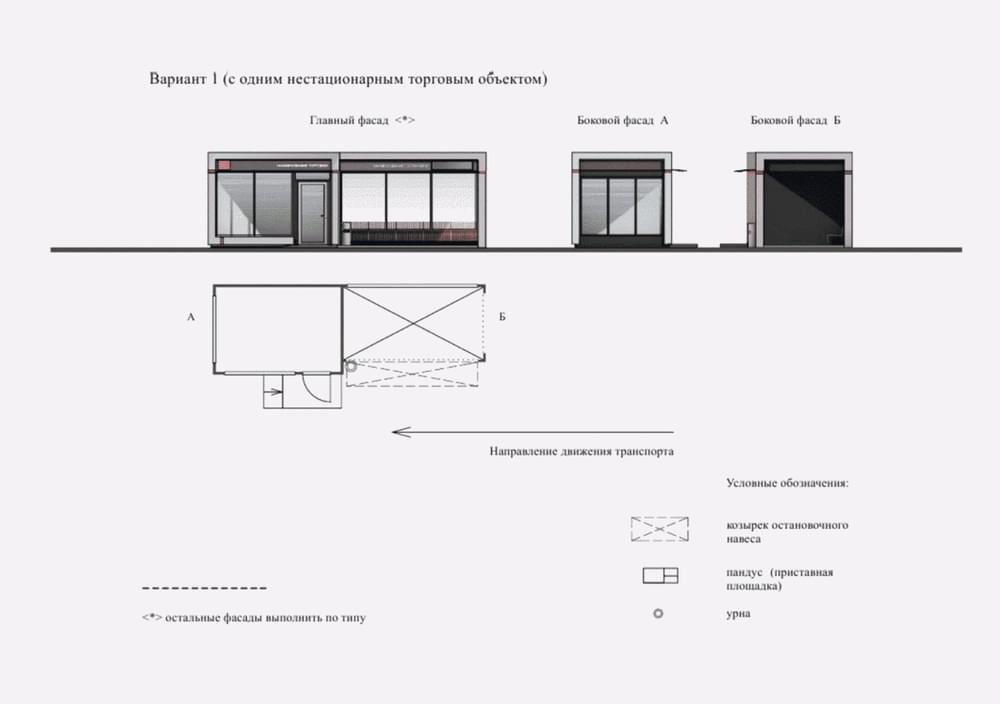 Вариант 1 (с одним нестационарным торговым объектом)
Главный фасад <*>
Боковой фасад А
Боковой фасад Б
А
Б
Направление движения транспорта
Условные обозначения:
козырек остановочного
навеса
пандус (приставная
площадка)
урна
<*> остальные фасады выполнить по типу